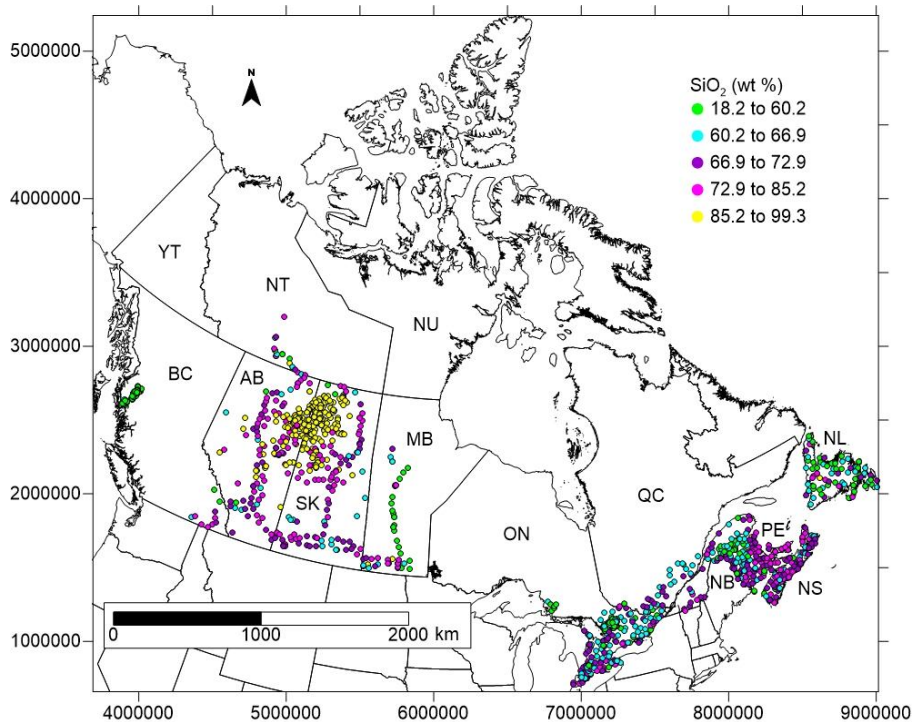 5000000
4000000
3000000
2000000
1000000
N
SiO2 (wt %)
18.2 to 60.2
60.2 to 66.9
66.9 to 72.9
72.9 to 85.2
85.2 to 99.3
YT
NT
NU
BC
AB
MB
SK
ON
QC
NL
PE
NB
NS
0 1000 2000 km
4000000 5000000 6000000 7000000 8000000 9000000